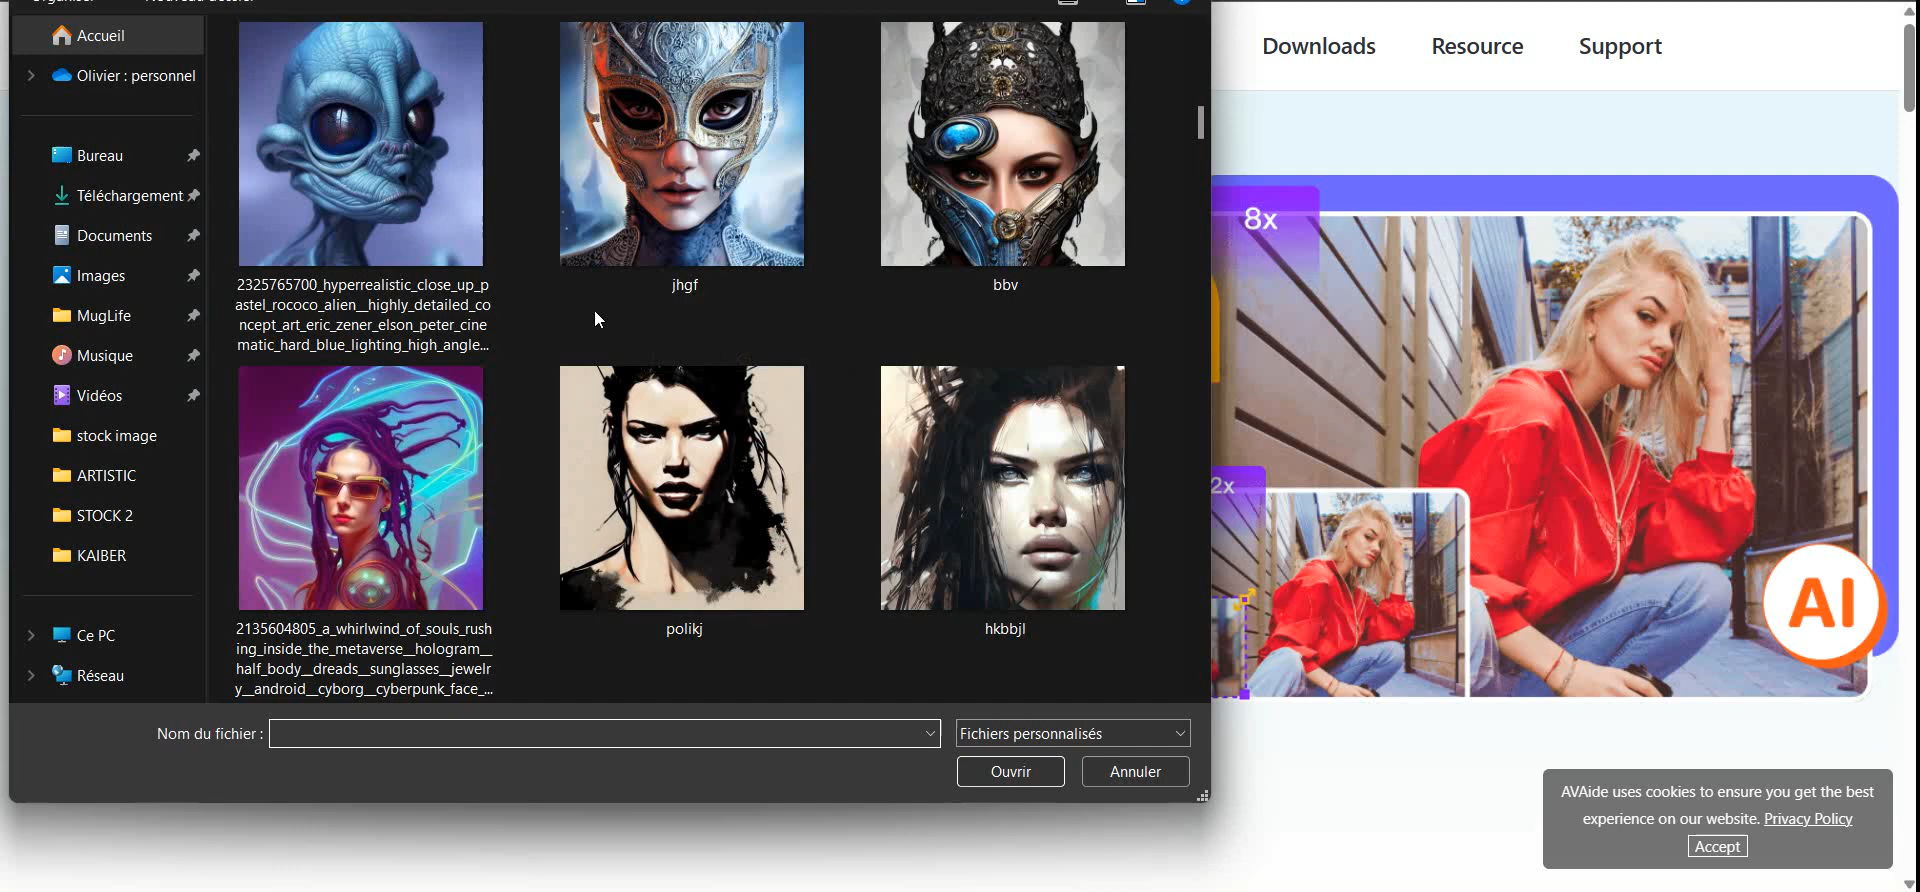 Accueil
Olivier : personnel
Bureau
Téléchargement
Documents
Images
MugLife
Musique
Vidéos
stock image
ARTISTIC
STOCK 2
KAIBER
Ce PC
Réseau
2325765700_hyperrealistic_close_up_p
astel_rococo_alien__highly_detailed_co
ncept_art_eric_zener_elson_peter_cine
matic_hard_blue_lighting_high_angle...
jhgf
bbv
2135604805_a_whirlwind_of_souls_rush
ing_inside_the_metaverse__hologram__
half_body__dreads__sunglasses__jewelr
y__android__cyborg__cyberpunk_face_...
polikj
hkbbjl
Nom du fichier :
Fichiers personnalisés
Ouvrir
Annuler
Downloads
Resource
Support
8x
2x
AI
AVAide uses cookies to ensure you get the best
experience on our website. Privacy Policy
Accept